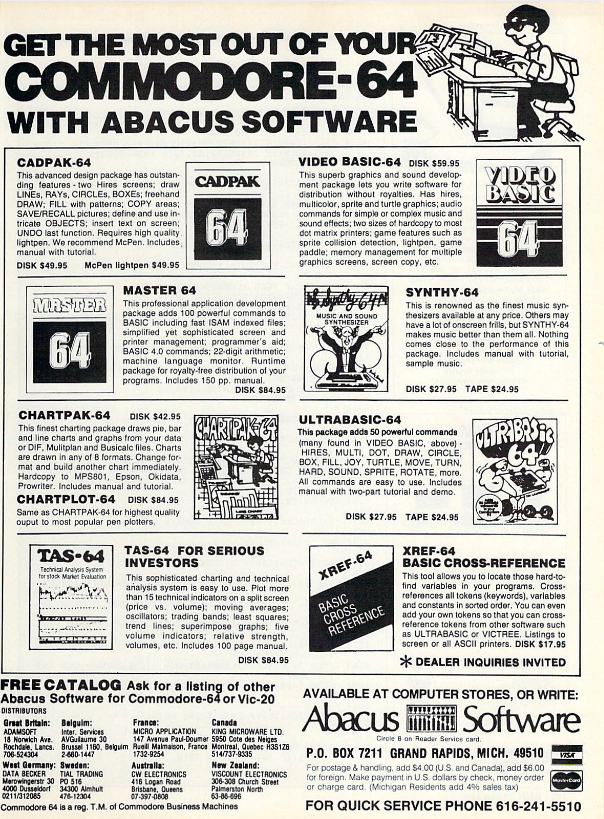 GET THE MOST OUT OF YOUR
COMMODORE-64
WITH ABACUS SOFTWARE
CADPAK-64
This advanced design package has outstan-
ding features - two Hires screens; draw
LINES, RAYs, CIRCLEs, BOXEs; freehand
DRAW; FILL with patterns; COPY areas;
SAVE/RECALL pictures; define and use in-
tricate OBJECTS; insert text on screen;
UNDO last function. Requires high quality
lightpen. We recommend McPen. Includes
manual with tutorial.
DISK $49.95 McPen lightpen $49.95
CADPAK
64
VIDEO BASIC-64 DISK $59.95
This superb graphics and sound develop-
ment package lets you write software for
distribution without royalties. Has hires,
multicolor, sprite and turtle graphics; audio
commands for simple or complex music and
sound effects; two sizes of hardcopy to most
dot matrix printers; game features such as
sprite collision detection, lightpen, game
paddle; memory management for multiple
graphics screens, screen copy, etc.
VIDEO
BASIC
64
MASTER
64
MASTER 64
This professional application development
package adds 100 powerful commands to
BASIC including fast ISAM indexed files;
simplified yet sophisticated screen and
printer management; programmer's aid;
BASIC 4.0 commands; 22-digit arithmetic;
machine language monitor. Runtime
package for royalty-free distribution of your
programs. Includes 150 pp. manual.
DISK $84.95
Synthy 64
MUSIC AND SOUND
SYNTHESIZER
SYNTHY-64
This is renowned as the finest music syn-
thesizers available at any price. Others may
have a lot of onscreen frills, but SYNTHY-64
makes music better than them all. Nothing
comes close to the performance of this
package. Includes manual with tutorial,
sample music.
DISK $27.95 TAPE $24.95
CHARTPAK-64 DISK $42.95
This finest charting package draws pie, bar
and line charts and graphs from your data
or DIF, Mulitplan and Busicalc files. Charts
are drawn in any of 8 formats. Change for-
mat and build another chart immediately.
Hardcopy to MPS801, Epson, Okidata,
Prowriter. Includes manual and tutorial.
CHARTPLOT-64 DISK $84.95
Same as CHARTPAK-64 for highest quality
ouput to most popular pen plotters.
CHARTPAK 64
ULTRABASIC-64
This package adds 50 powerful commands
(many found in VIDEO BASIC, above) -
HIRES, MULTI, DOT, DRAW, CIRCLE,
BOX, FILL, JOY, TURTLE, MOVE, TURN,
HARD, SOUND, SPRITE, ROTATE, more.
All commands are easy to use. Includes
manual with two-part tutorial and demo.
DISK $27.95 TAPE $24.95
ULTRABASIC
64
TAS-64
Technical Analysis System
for stock Market Evaluation
TAS-64 FOR SERIOUS
INVESTORS
This sophisticated charting and technical
analysis system is easy to use. Plot more
than 15 technical indicators on a split screen
(price vs. volume); moving averages;
oscillators; trading bands; least squares;
trend lines; superimpose graphs; five
volume indicators; relative strength,
volumes, etc. Includes 100 page manual.
DISK $84.95
XREF-64
BASIC
CROSS
REFERENCE
XREF-64
BASIC CROSS-REFERENCE
This tool allows you to locate those hard-to-
find variables in your programs. Cross-
references all tokens (keywords), variables
and constants in sorted order. You can even
add your own tokens so that you can cross-
reference tokens from other software such
as ULTRABASIC or VICTREE. Listings to
screen or all ASCII printers. DISK $17.95
* DEALER INQUIRIES INVITED
FREE CATALOG Ask for a listing of other
Abacus Software for Commodore-64 or Vic-20
DISTRIBUTORS
Great Britain:
ADAMSOFT
18 Norwich Ave.
Rochdale, Lancs.
706-524304
Belguim:
Inter. Services
AVGuilaume 30
Brussel 1160, Belguim
2-660-1447
France:
MICRO APPLICATION
147 Avenue Paul-Doumer
Rueill Malmaison, France
1732-9254
Canada
KING MICROWARE LTD.
5950 Cote des Neiges
Montreal, Quebec H3S1Z6
514/737-9335
West Germany:
DATA BECKER
Merowingerstr 30
4000 Dusseldorf
0211/312085
Sweden:
TIAL TRADING
PO 516
34300 Almhult
476-12304
Australia:
CW ELECTRONICS
416 Logan Road
Brisbane, Queens
07-397-0808
New Zealand:
VISCOUNT ELECTRONICS
306-308 Church Street
Palmerston North
63-86-696
Commodore 64 is a reg. T.M. of Commodore Business Machines
AVAILABLE AT COMPUTER STORES, OR WRITE:
Abacus Software
Circle 6 on Reader Service card.
P.O. BOX 7211 GRAND RAPIDS, MICH. 49510
For postage & handling, add $4.00 (U.S. and Canada), add $6.00
for foreign. Make payment in U.S. dollars by check, money order
or charge card. (Michigan Residents add 4% sales tax)
VISA
MasterCard
FOR QUICK SERVICE PHONE 616-241-5510